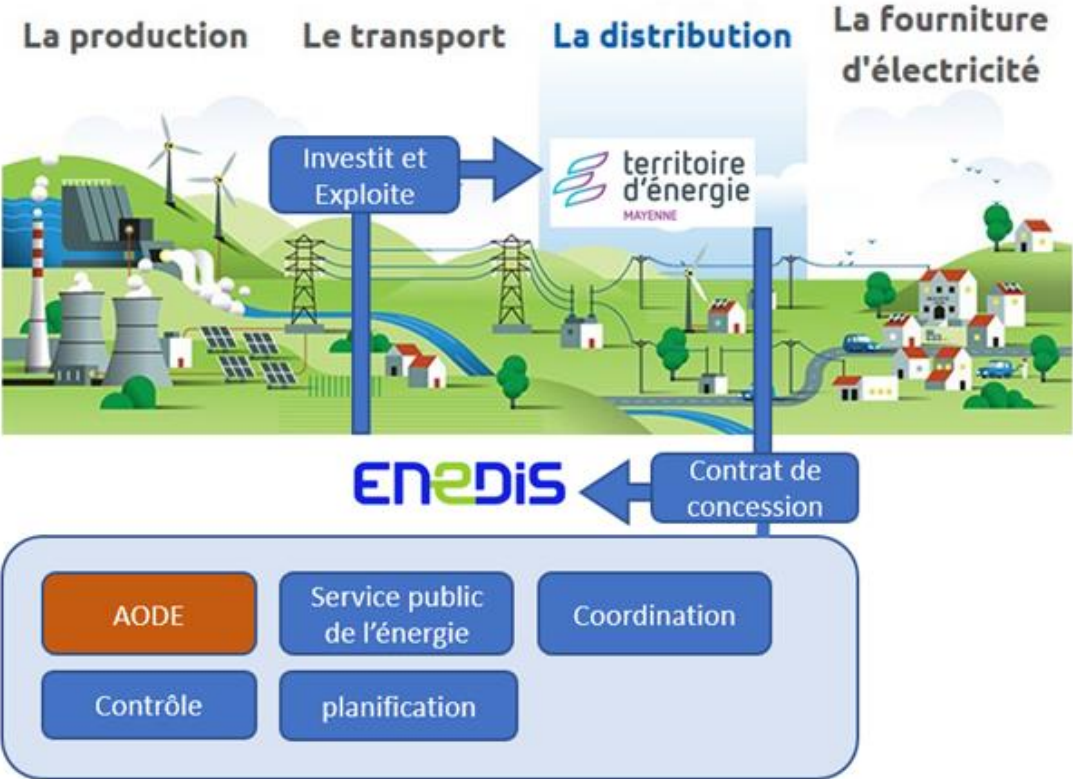 La production
Le transport
La distribution
La fourniture
d'électricité
Investit et
Exploite
territoire
d'énergie
MAYENNE
ENEDIS
Contrat de
concession
AODE
Service public
de l'énergie
Coordination
Contrôle
planification